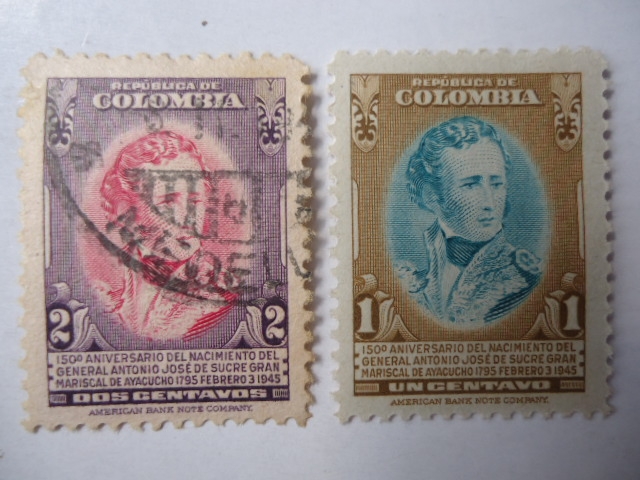 REPÚBLICA DE
COLOMBIA
2 2
150º ANIVERSARIO DEL NACIMIENTO DEL
GENERAL ANTONIO JOSÉ DE SUCRE GRAN
MARISCAL DE AYACUCHO 1795 FEBRERO 3 1945
DOS CENTAVOS
AMERICAN BANK NOTE COMPANY.
REPÚBLICA DE
COLOMBIA
1 1
150º ANIVERSARIO DEL NACIMIENTO DEL
GENERAL ANTONIO JOSÉ DE SUCRE GRAN
MARISCAL DE AYACUCHO 1795 FEBRERO 3 1945
UN CENTAVO
AMERICAN BANK NOTE COMPANY.